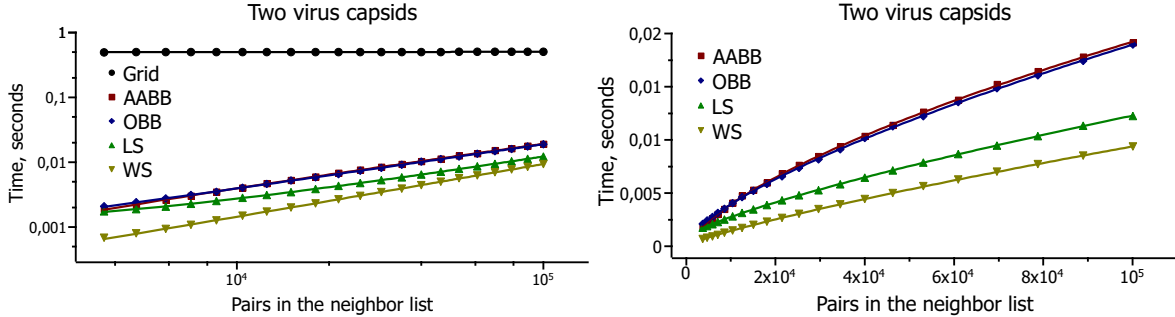 Two virus capsids
1
0,1
0,01
0,001
Time, seconds
Grid
AABB
OBB
LS
WS
10⁴
10⁵
Pairs in the neighbor list
Two virus capsids
0,02
0,01
0,01
0,005
0
Time, seconds
AABB
OBB
LS
WS
0
2x10⁴
4x10⁴
6x10⁴
8x10⁴
10⁵
Pairs in the neighbor list